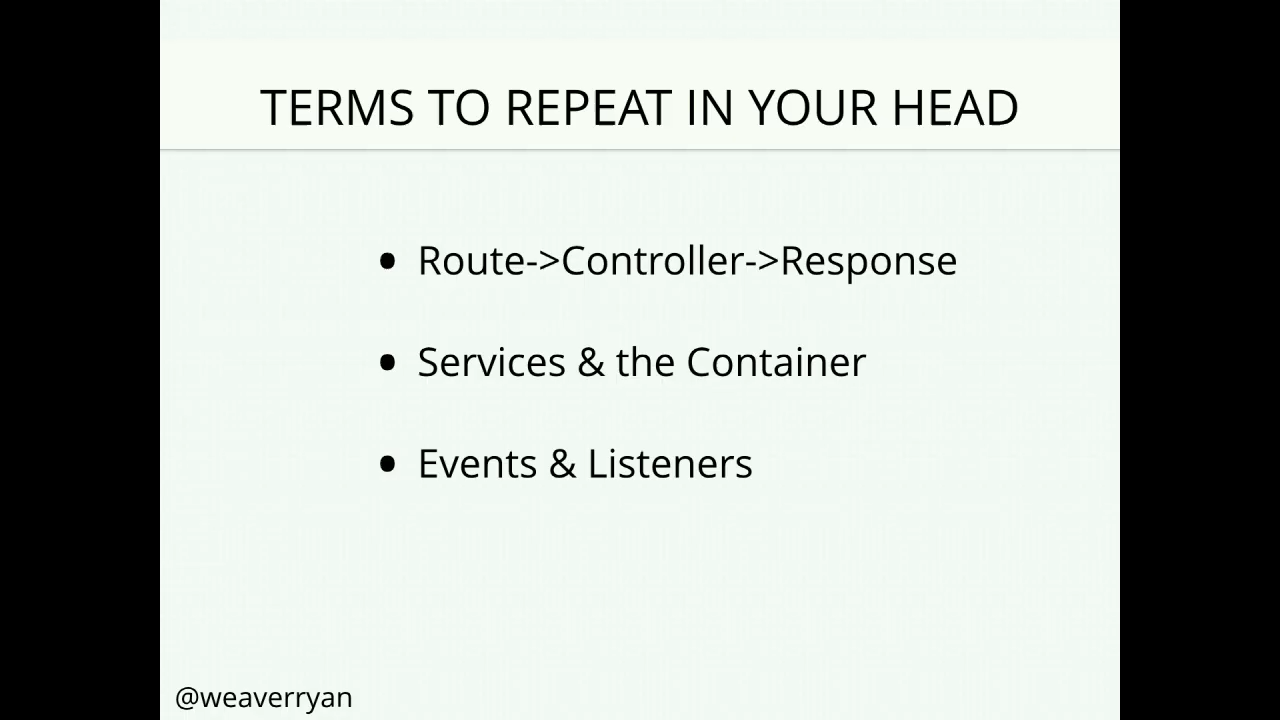 TERMS TO REPEAT IN YOUR HEAD
• Route->Controller->Response
• Services & the Container
• Events & Listeners
@weaverryan